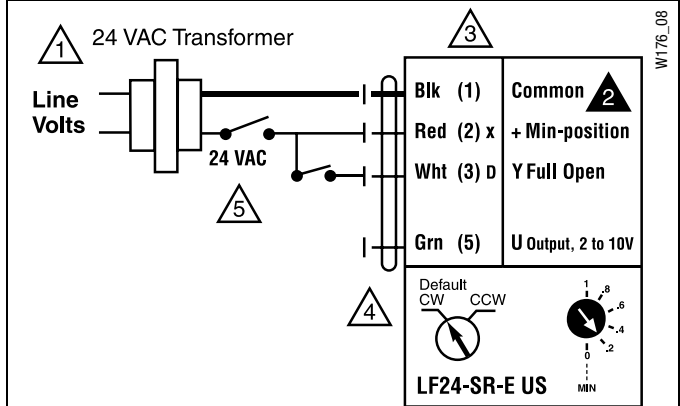 1 24 VAC Transformer
3
W176_08
Line
Volts
24 VAC
5
4
Blk (1) Common 2
Red (2) x + Min-position
Wht (3) D Y Full Open
Grn (5) U Output, 2 to 10V
Default
CW CCW
1
.8
.6
.4
.2
0
MIN
LF24-SR-E US